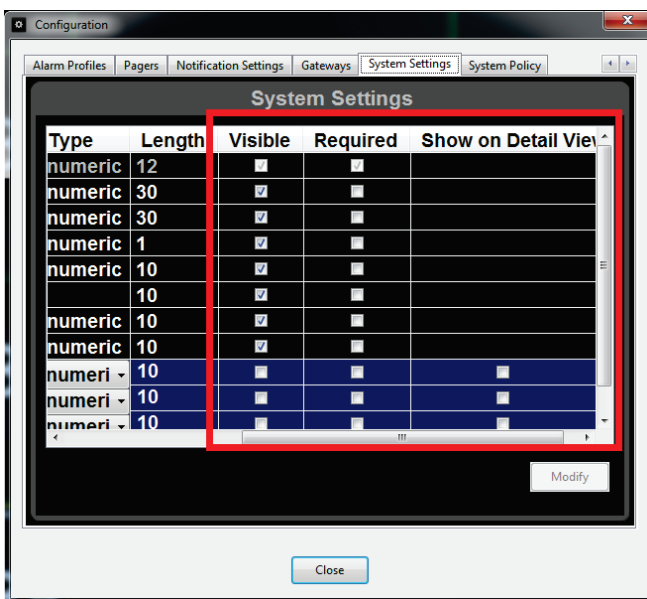 Configuration
Alarm Profiles Pagers Notification Settings Gateways System Settings System Policy
System Settings
Type Length Visible Required Show on Detail View
numeric 12
numeric 30
numeric 30
numeric 1
numeric 10
10
numeric 10
numeric 10
numeri 10
numeri 10
numeri 10
Modify
Close